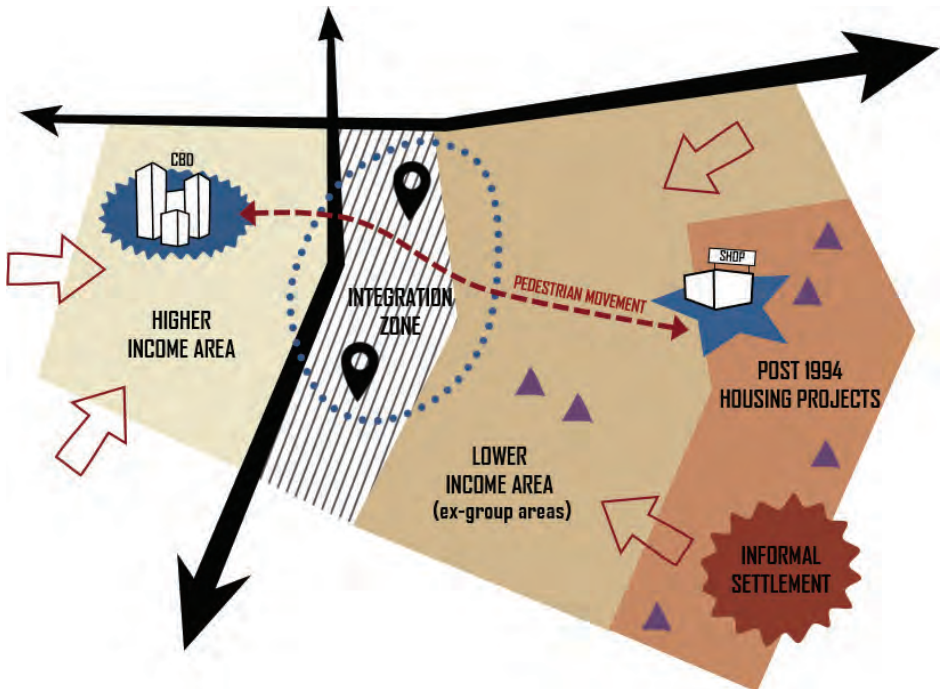 CBD
SHOP
PEDESTRIAN MOVEMENT
INTEGRATION
ZONE
HIGHER
INCOME AREA
POST 1994
HOUSING PROJECTS
LOWER
INCOME AREA
(ex-group areas)
INFORMAL
SETTLEMENT